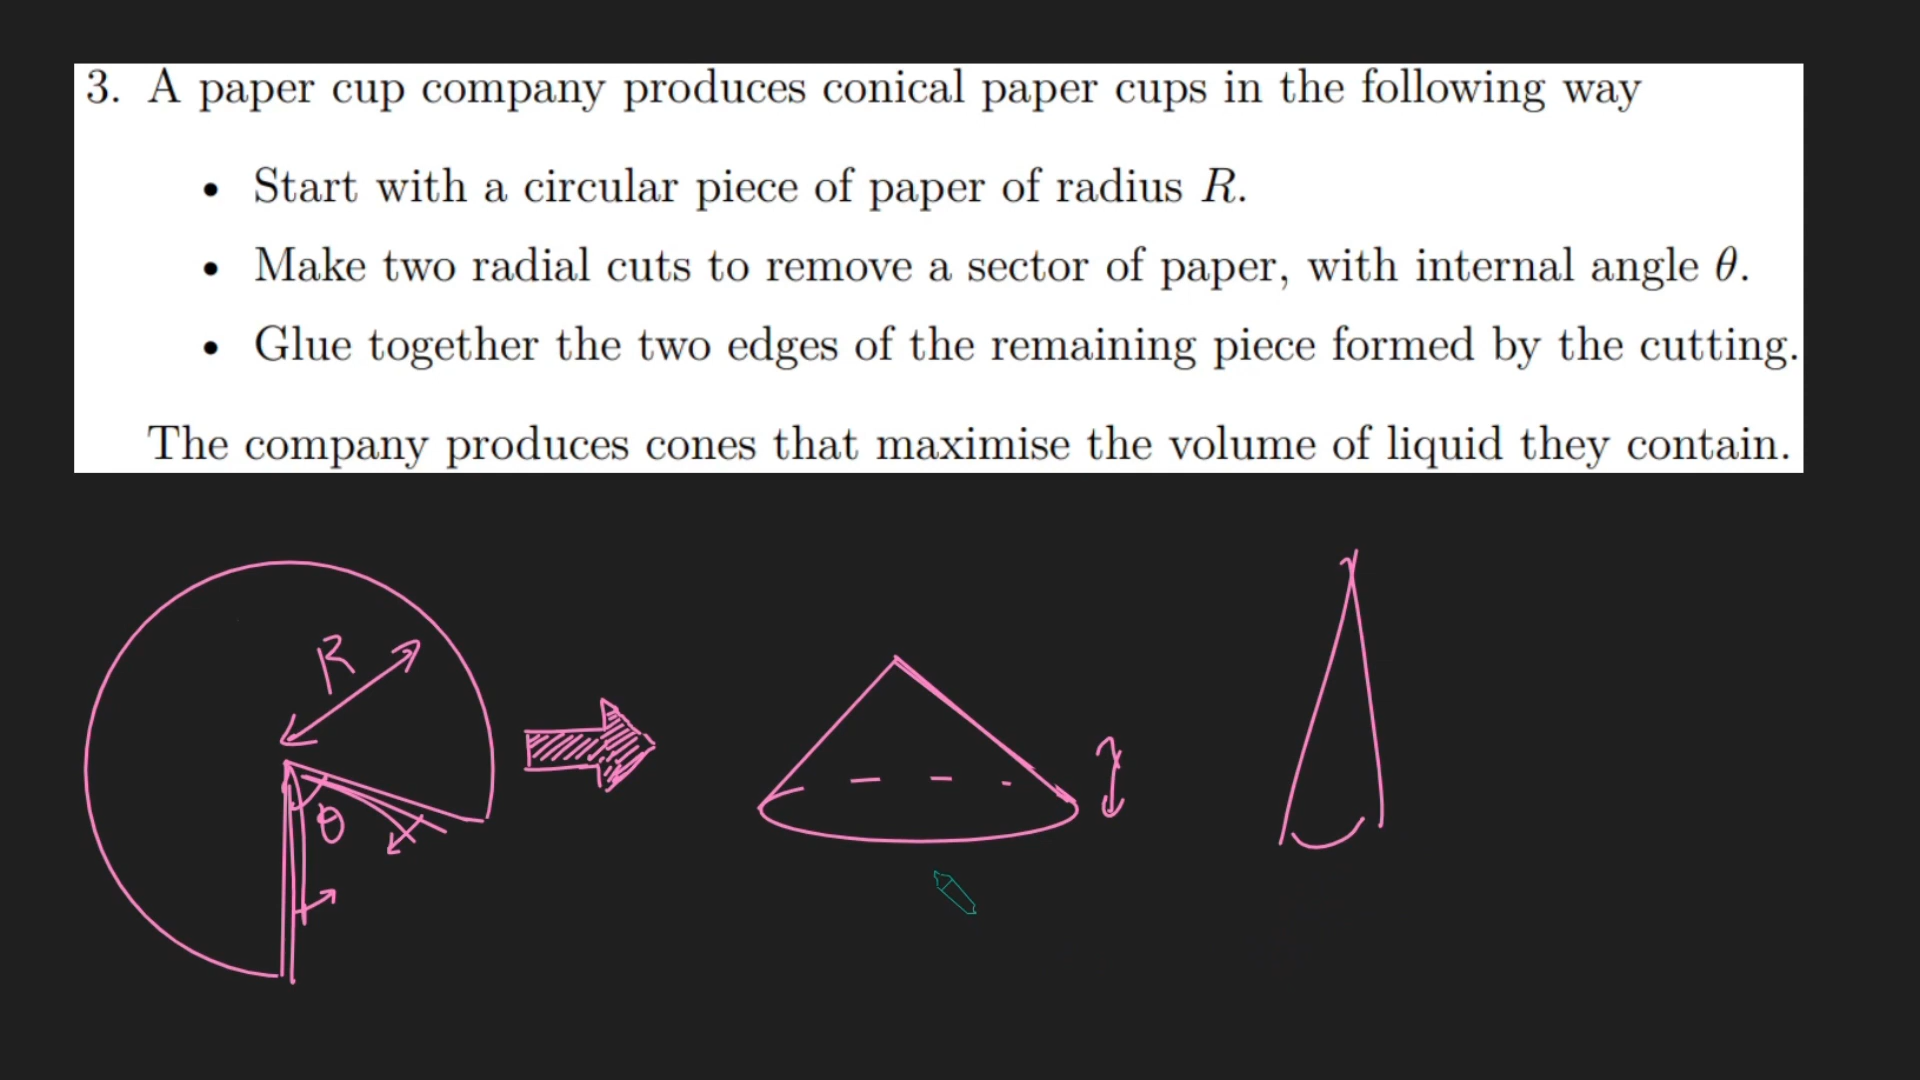 3. A paper cup company produces conical paper cups in the following way
• Start with a circular piece of paper of radius R.
• Make two radial cuts to remove a sector of paper, with internal angle θ.
• Glue together the two edges of the remaining piece formed by the cutting.
The company produces cones that maximise the volume of liquid they contain.
R
θ